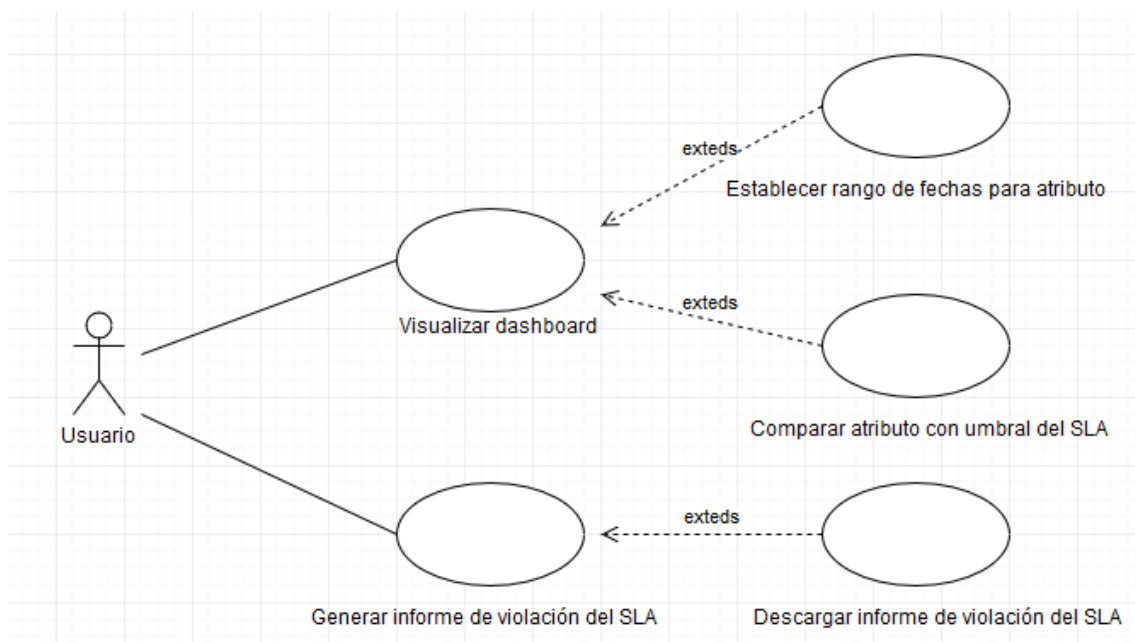 exteds
Establecer rango de fechas para atributo
exteds
Visualizar dashboard
Usuario
Comparar atributo con umbral del SLA
exteds
Generar informe de violación del SLA
Descargar informe de violación del SLA